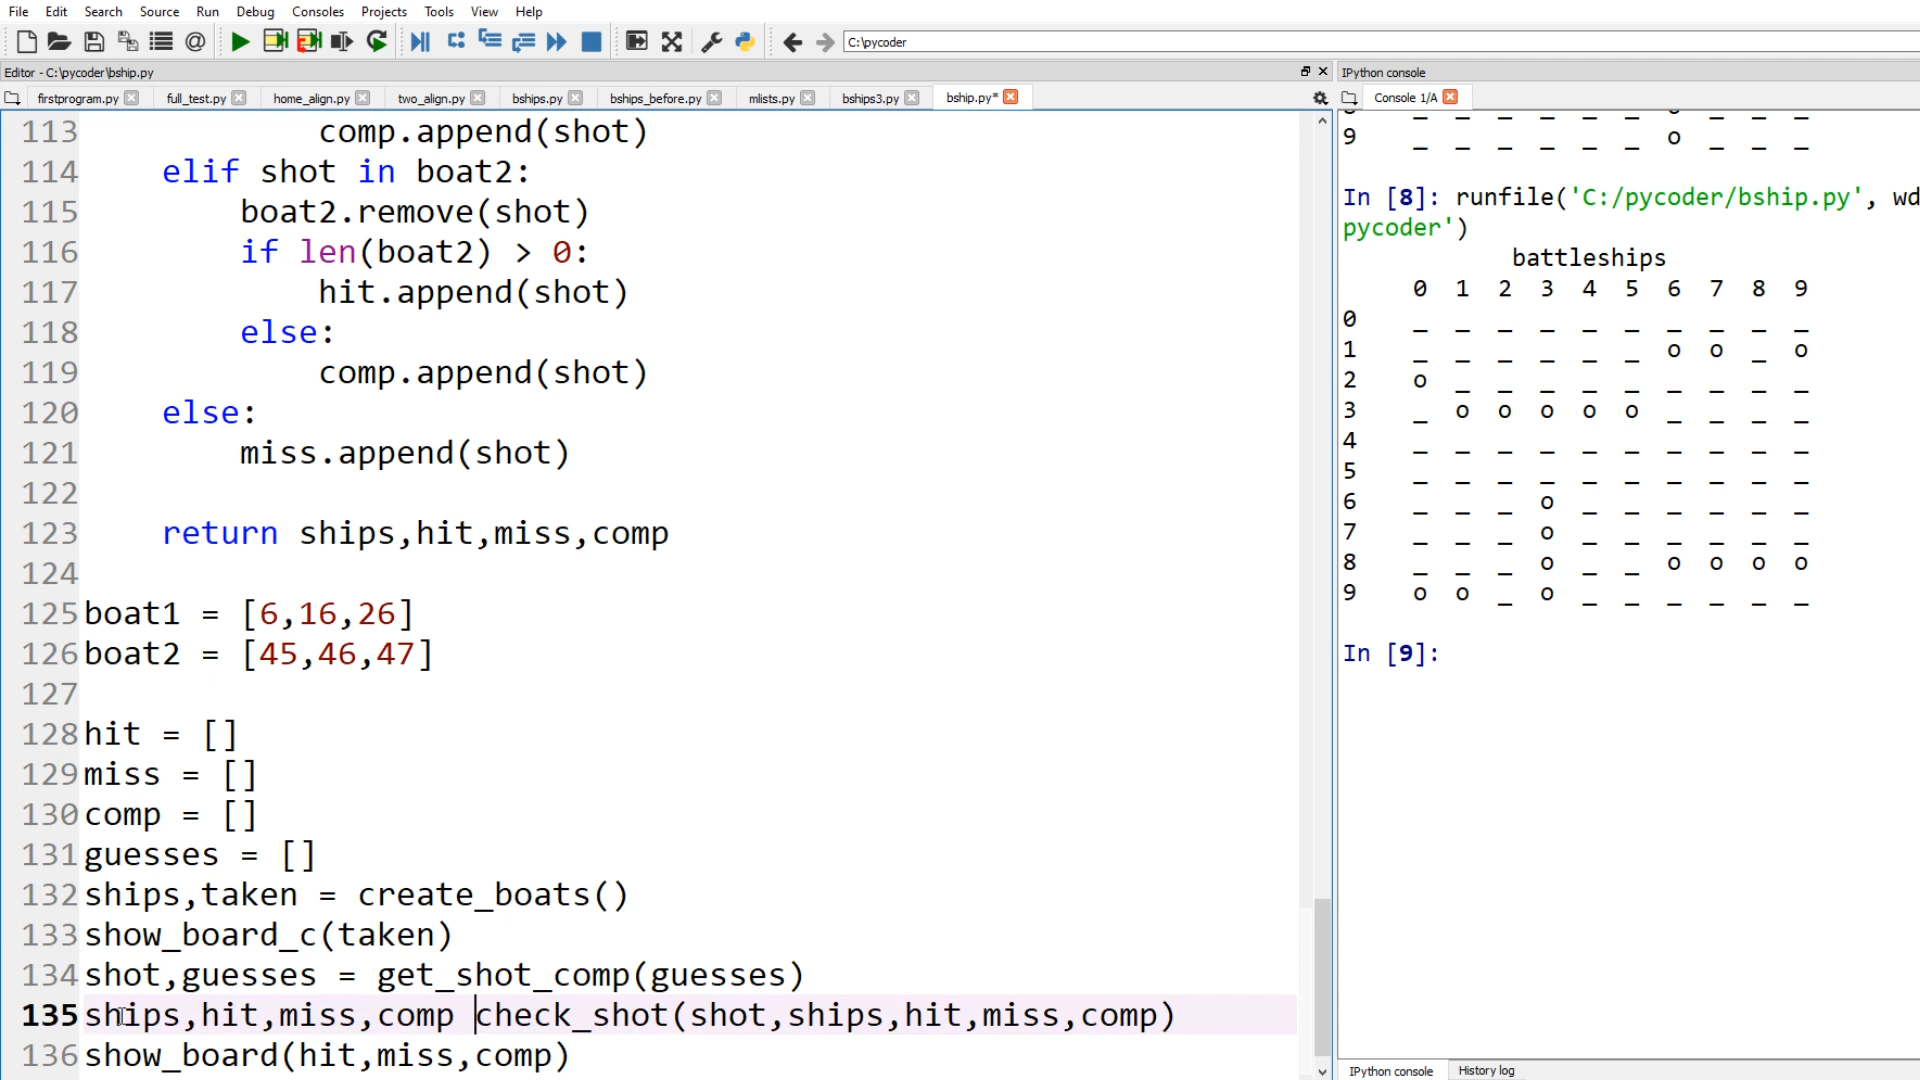 File Edit Search Source Run Debug Consoles Projects Tools View Help
C:\pycoder
Editor - C:\pycoder\bship.py
IPython console
firstprogram.py full_test.py home_align.py two_align.py bships.py bships_before.py mlists.py bships3.py bship.py*
Console 1/A
113 comp.append(shot)
114 elif shot in boat2:
115 boat2.remove(shot)
116 if len(boat2) > 0:
117 hit.append(shot)
118 else:
119 comp.append(shot)
120 else:
121 miss.append(shot)
122
123 return ships,hit,miss,comp
124
125 boat1 = [6,16,26]
126 boat2 = [45,46,47]
127
128 hit = []
129 miss = []
130 comp = []
131 guesses = []
132 ships,taken = create_boats()
133 show_board_c(taken)
134 shot,guesses = get_shot_comp(guesses)
135 ships,hit,miss,comp check_shot(shot,ships,hit,miss,comp)
136 show_board(hit,miss,comp)
9 _ _ _ _ _ _ o _ _ _
In [8]: runfile('C:/pycoder/bship.py', wd
pycoder')
battleships
0 1 2 3 4 5 6 7 8 9
0 _ _ _ _ _ _ _ _ _ _
1 _ _ _ _ _ _ o o _ o
2 o _ _ _ _ _ _ _ _ _
3 _ o o o o o _ _ _ _
4 _ _ _ _ _ _ _ _ _ _
5 _ _ _ _ _ _ _ _ _ _
6 _ _ _ o _ _ _ _ _ _
7 _ _ _ o _ _ _ _ _ _
8 _ _ _ o _ _ o o o o
9 o o _ o _ _ _ _ _ _
In [9]:
IPython console History log